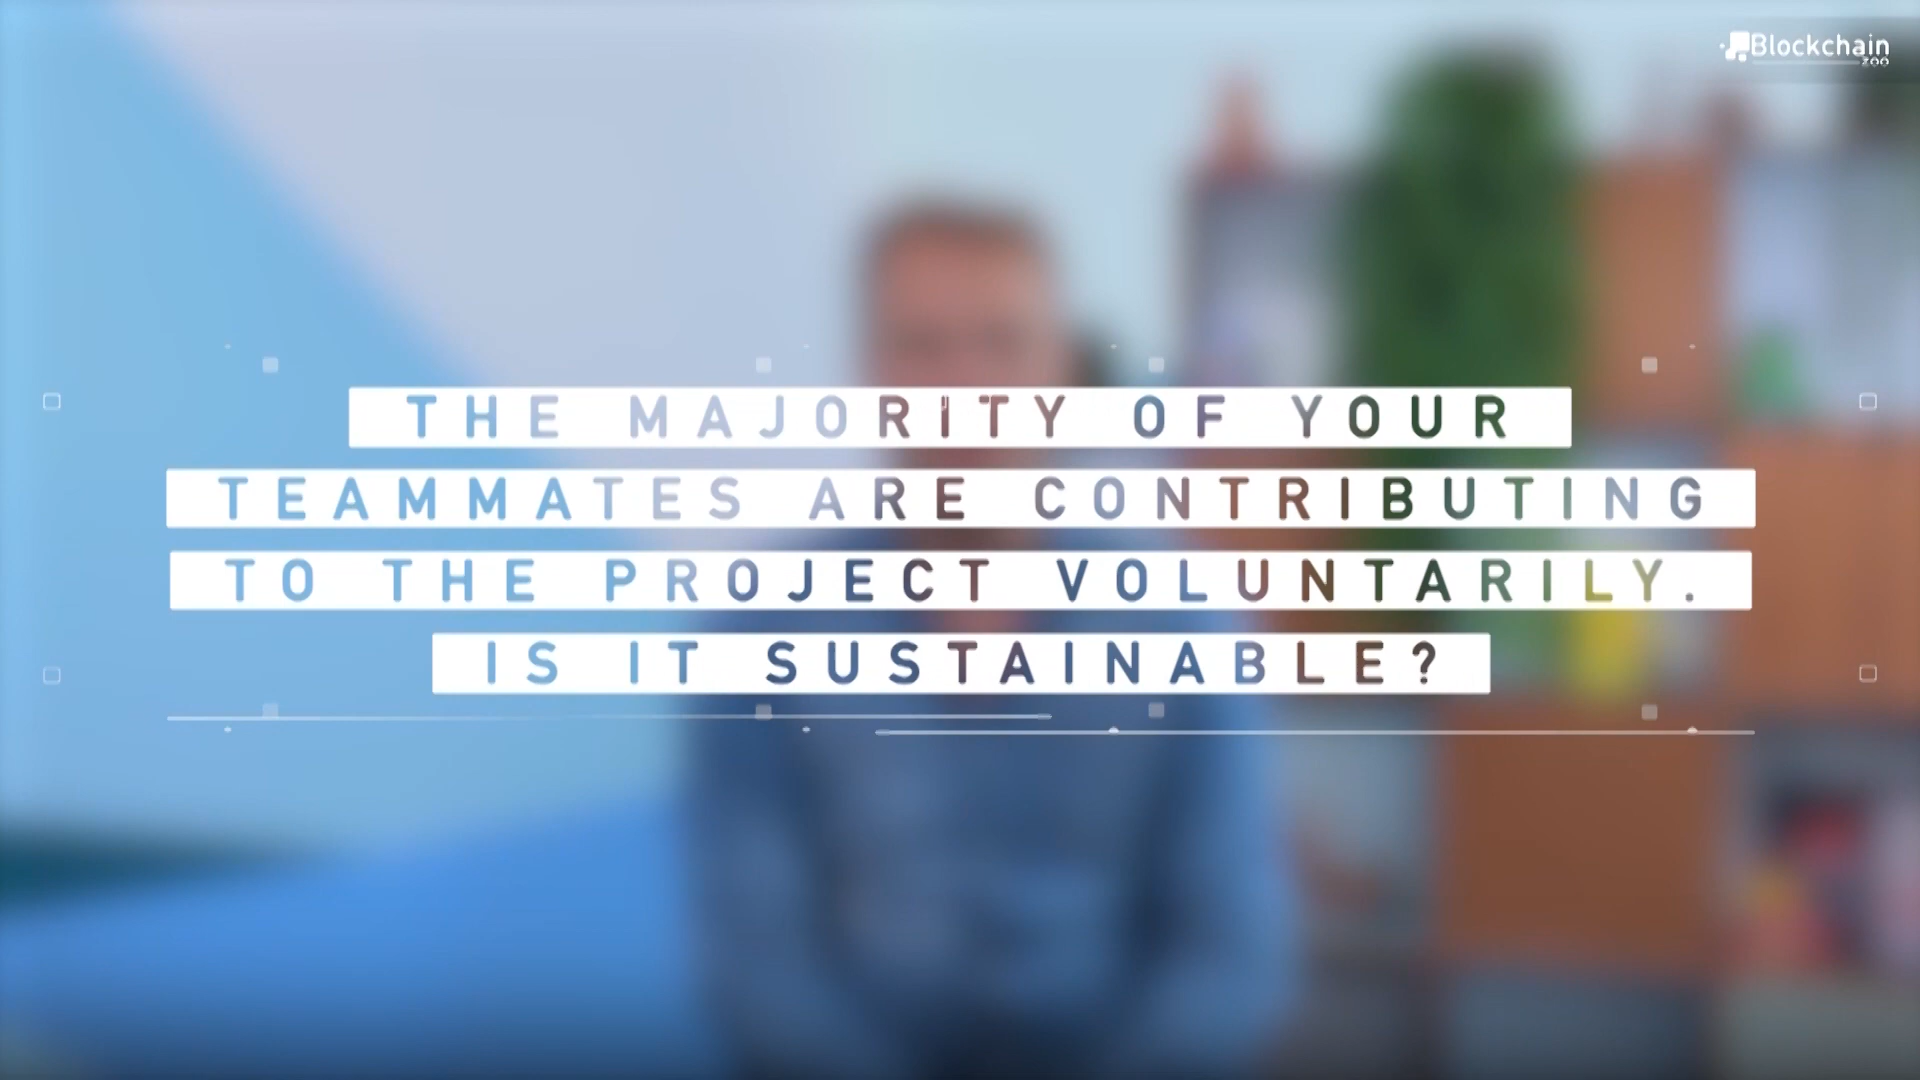 Blockchain
ZOO
THE MAJORITY OF YOUR
TEAMMATES ARE CONTRIBUTING
TO THE PROJECT VOLUNTARILY.
IS IT SUSTAINABLE?